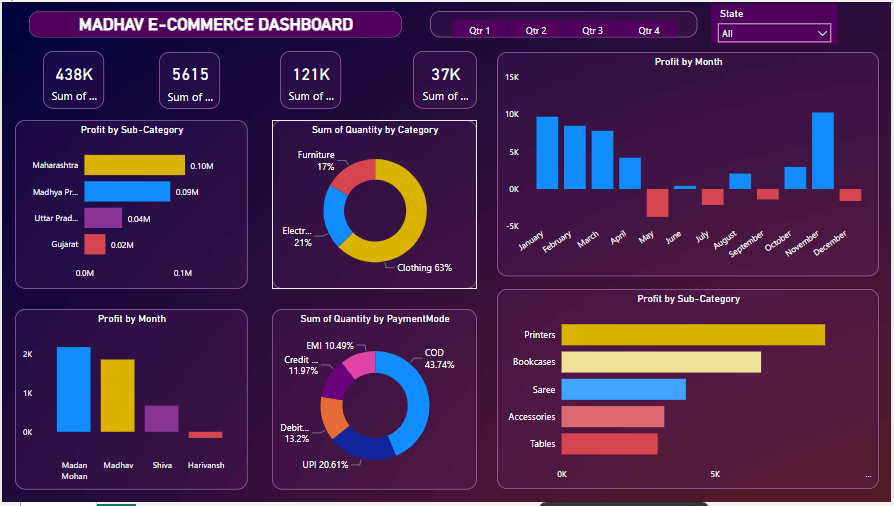 MADHAV E-COMMERCE DASHBOARD
Qtr 1 Qtr 2 Qtr 3 Qtr 4
State
All
438K
Sum of ...
5615
Sum of ...
121K
Sum of ...
37K
Sum of ...
Profit by Month
15K
10K
5K
0K
-5K
January February March April May June July August September October November December
Profit by Sub-Category
Maharashtra 0.10M
Madhya Pr... 0.09M
Uttar Prad... 0.04M
Gujarat 0.02M
0.0M 0.1M
Sum of Quantity by Category
Furniture
17%
Electr...
21%
Clothing 63%
Profit by Month
2K
1K
0K
Madan
Mohan
Madhav
Shiva
Harivansh
Sum of Quantity by PaymentMode
EMI 10.49%
Credit ...
11.97%
Debit...
13.2%
UPI 20.61%
COD
43.74%
Profit by Sub-Category
Printers
Bookcases
Saree
Accessories
Tables
0K 5K ...